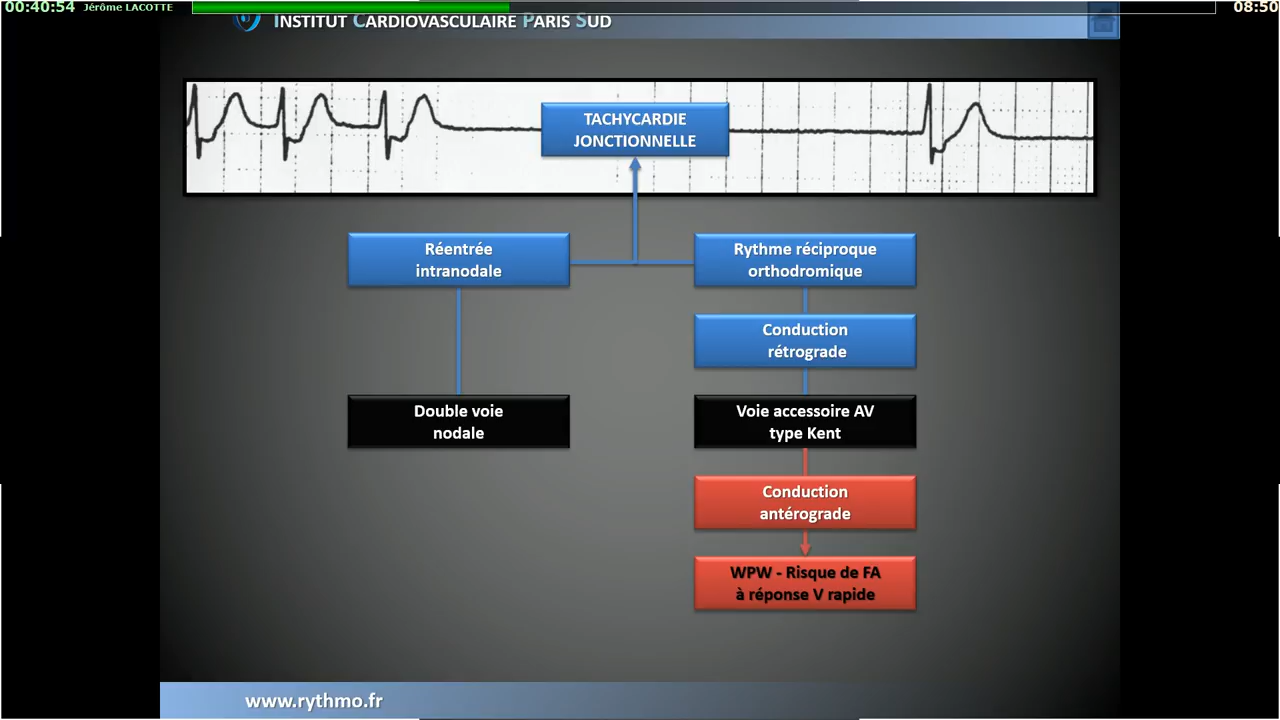 00:40:54 Jérôme LACOTTE 08:50
INSTITUT CARDIOVASCULAIRE PARIS SUD
TACHYCARDIE
JONCTIONNELLE
Réentrée
intranodale
Rythme réciproque
orthodromique
Conduction
rétrograde
Double voie
nodale
Voie accessoire AV
type Kent
Conduction
antérograde
WPW - Risque de FA
à réponse V rapide
www.rythmo.fr